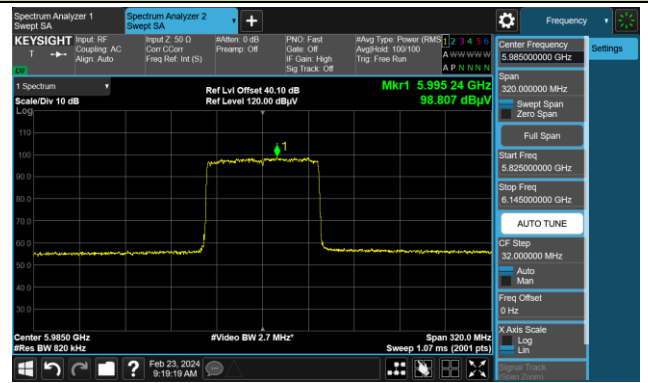 Spectrum Analyzer 1
Swept SA
Spectrum Analyzer 2
Swept SA
Frequency
KEYSIGHT
T
Input: RF
Coupling: AC
Align: Auto
Input Z: 50 Ω
Corr CCorr
Freq Ref: Int (S)
#Atten: 0 dB
Preamp: Off
PNO: Fast
Gate: Off
IF Gain: High
Sig Track: Off
#Avg Type: Power (RMS)
Avg|Hold: 100/100
Trig: Free Run
1 2 3 4 5 6
A W W W W W
A P N N N N
1 Spectrum
Scale/Div 10 dB
Log
Ref Lvl Offset 40.10 dB
Ref Level 120.00 dBµV
Mkr1 5.995 24 GHz
98.807 dBµV
1
110
100
90.0
80.0
70.0
60.0
50.0
40.0
30.0
Center 5.9850 GHz
#Res BW 820 kHz
#Video BW 2.7 MHz*
Span 320.0 MHz
Sweep 1.07 ms (2001 pts)
Feb 23, 2024
9:19:19 AM
Center Frequency
5.985000000 GHz
Span
320.000000 MHz
Swept Span
Zero Span
Full Span
Start Freq
5.825000000 GHz
Stop Freq
6.145000000 GHz
AUTO TUNE
CF Step
32.000000 MHz
Auto
Man
Freq Offset
0 Hz
X Axis Scale
Log
Lin
Signal Track
(Span Zoom)
Settings